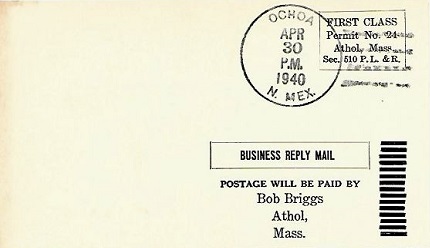 OCHOA
APR
30
P.M.
1940
N. MEX.
FIRST CLASS
Permit No. 24
Athol, Mass.
Sec. 510 P. L. & R.
BUSINESS REPLY MAIL
POSTAGE WILL BE PAID BY
Bob Briggs
Athol,
Mass.